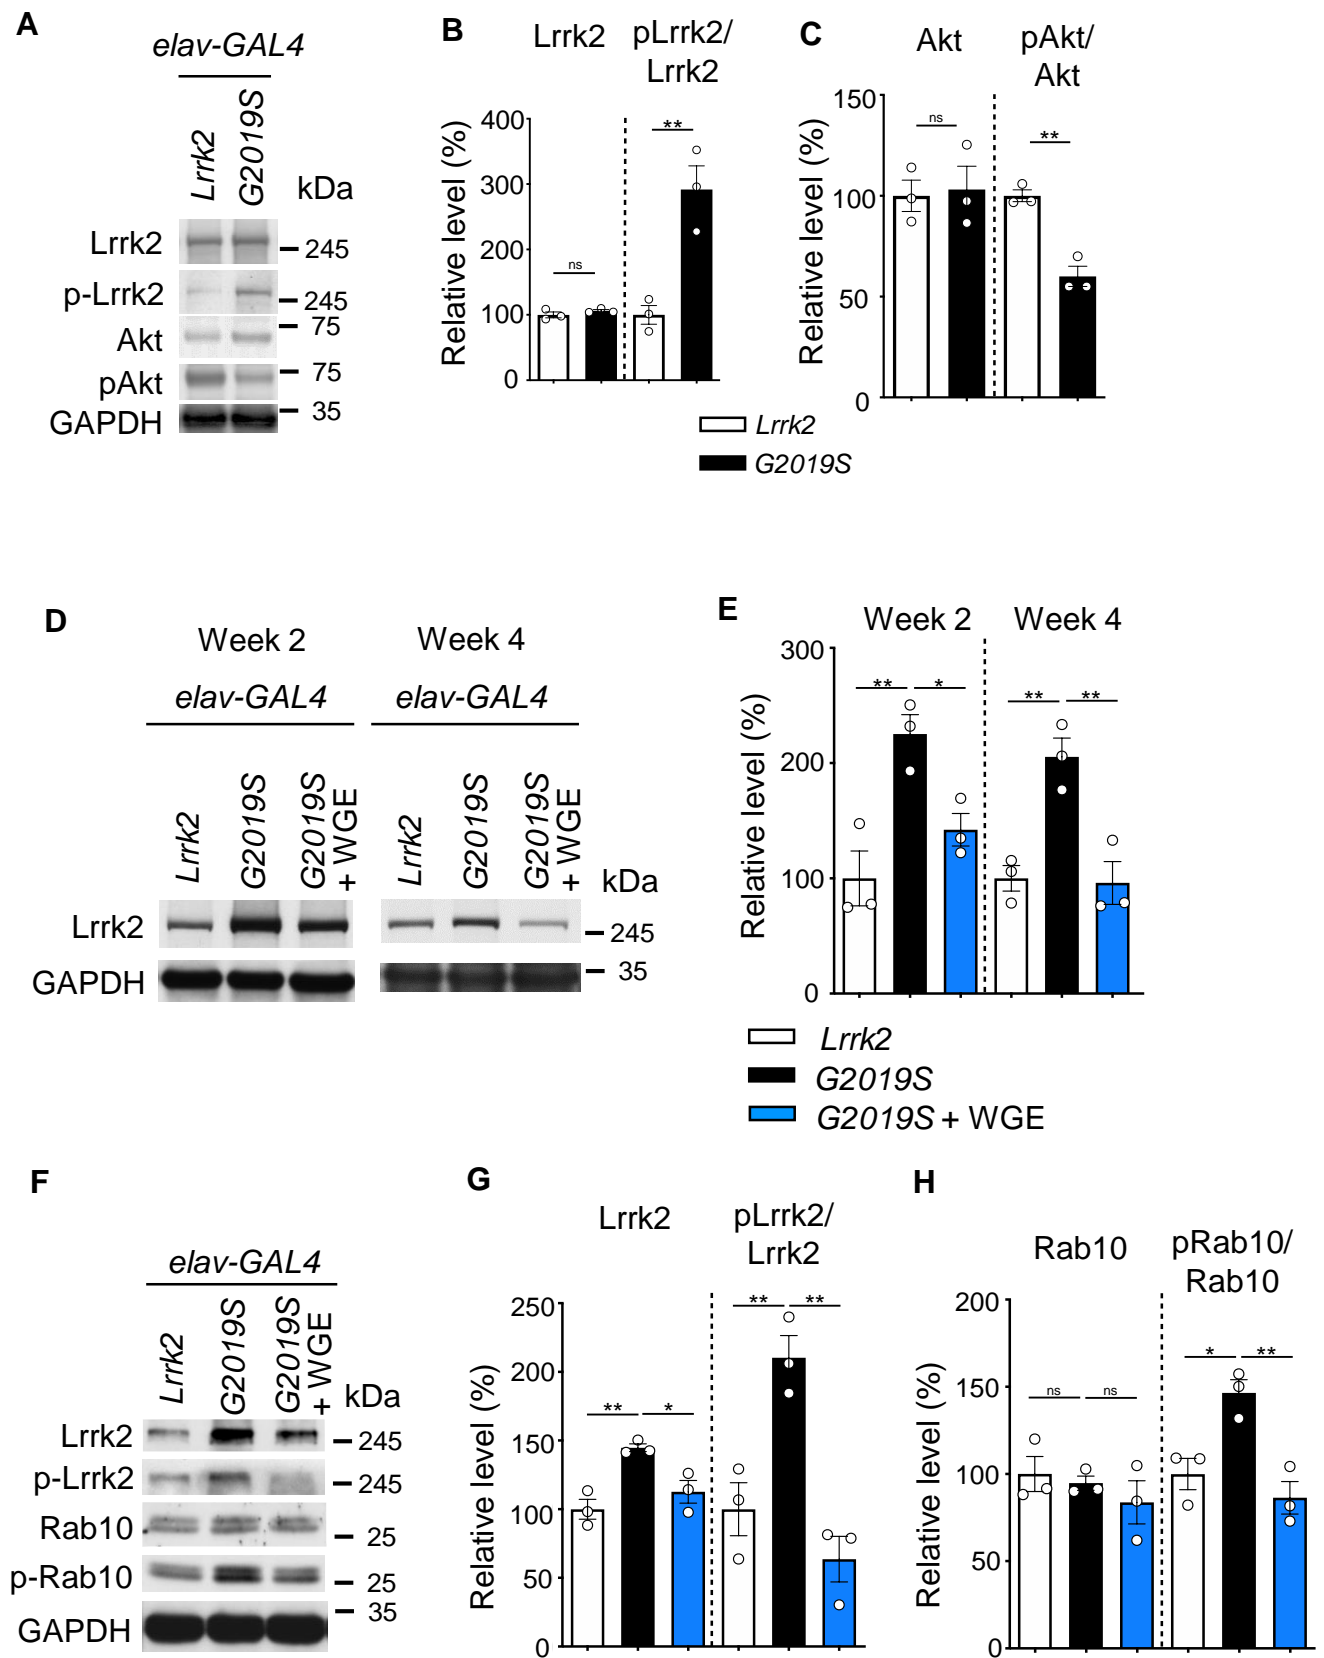 A
elav-GAL4
Lrrk2
G2019S
kDa
Lrrk2
245
p-Lrrk2
245
Akt
75
pAkt
75
GAPDH
35
B
Lrrk2
pLrrk2/
Lrrk2
Relative level (%)
400
300
200
100
0
ns
**
C
Akt
pAkt/
Akt
Relative level (%)
150
100
50
0
ns
**
Lrrk2
G2019S
D
Week 2
Week 4
elav-GAL4
elav-GAL4
Lrrk2
G2019S
G2019S
+ WGE
Lrrk2
G2019S
G2019S
+ WGE
kDa
Lrrk2
245
GAPDH
35
E
Week 2
Week 4
Relative level (%)
300
200
100
0
**
*
**
**
Lrrk2
G2019S
G2019S + WGE
F
elav-GAL4
Lrrk2
G2019S
G2019S
+ WGE
kDa
Lrrk2
245
p-Lrrk2
245
Rab10
25
p-Rab10
25
GAPDH
35
G
Lrrk2
pLrrk2/
Lrrk2
Relative level (%)
250
200
150
100
50
0
**
*
**
**
H
Rab10
pRab10/
Rab10
Relative level (%)
200
150
100
50
0
ns
ns
*
**